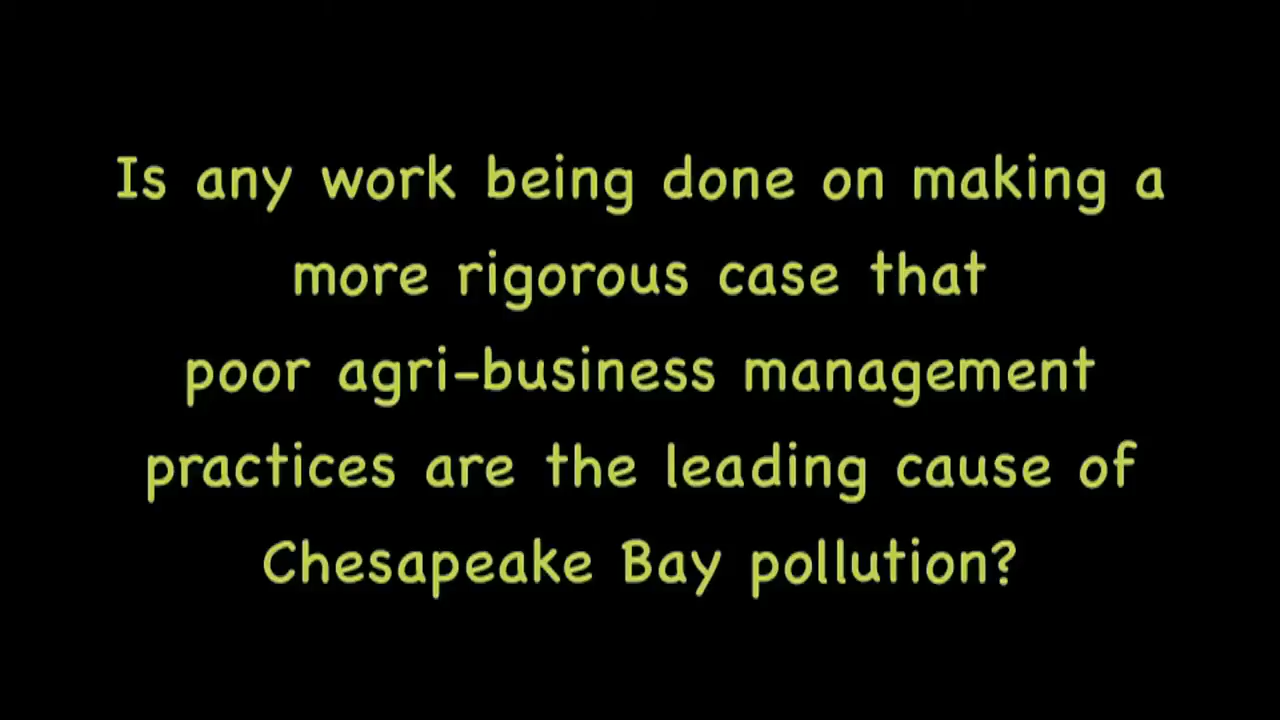 Is any work being done on making a
more rigorous case that
poor agri-business management
practices are the leading cause of
Chesapeake Bay pollution?